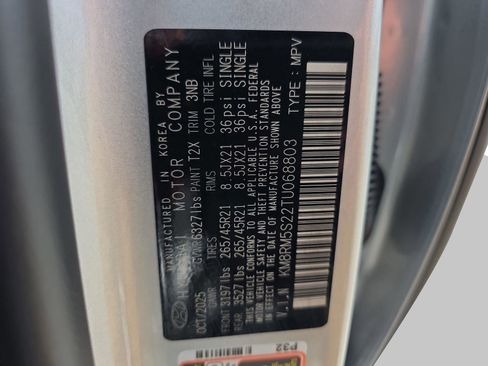 MANUFACTURED IN KOREA BY
HYUNDAI MOTOR COMPANY
OCT/2025 GVWR 6327lbs PAINT T2X TRIM 3NB
GAWR TIRES RIMS COLD TIRE INFL
FRONT 3197lbs 265/45R21 8.5JX21 36psi SINGLE
REAR 3527lbs 265/45R21 8.5JX21 36psi SINGLE
THIS VEHICLE CONFORMS TO ALL APPLICABLE U.S.A. FEDERAL
MOTOR VEHICLE SAFETY AND THEFT PREVENTION STANDARDS
IN EFFECT ON THE DATE OF MANUFACTURE SHOWN ABOVE
V.I.N KM8RM5S22TU068803 TYPE: MPV
P32